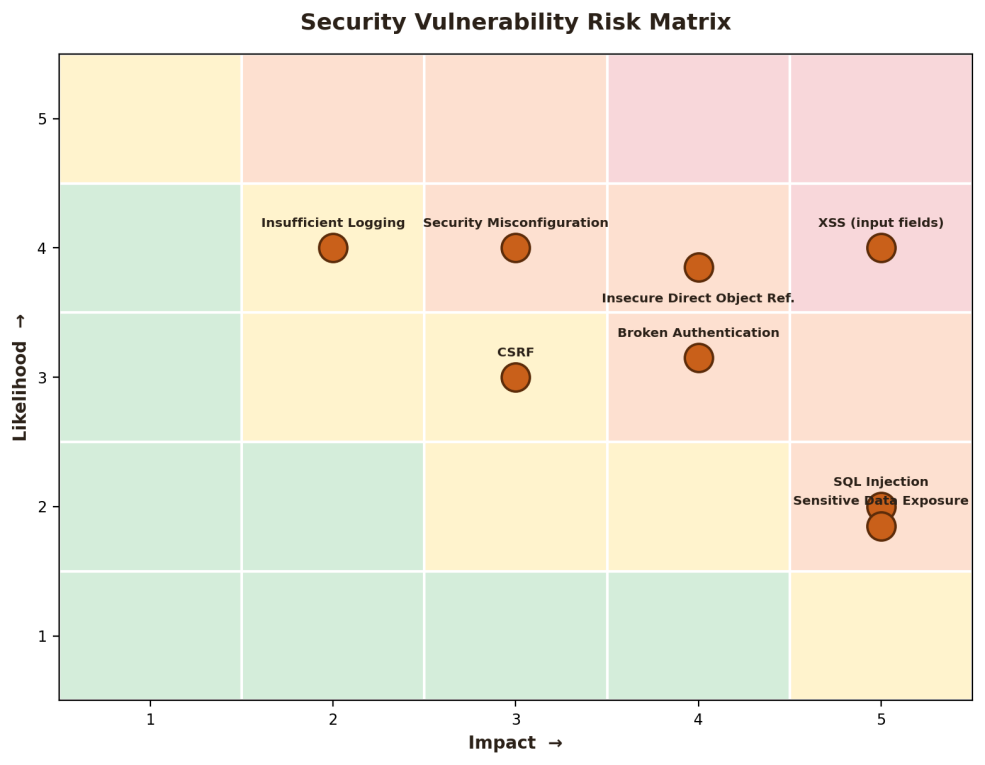 Security Vulnerability Risk Matrix
5
4
3
2
1
Likelihood →
Insufficient Logging
Security Misconfiguration
XSS (input fields)
Insecure Direct Object Ref.
Broken Authentication
CSRF
SQL Injection
Sensitive Data Exposure
1
2
3
4
5
Impact →